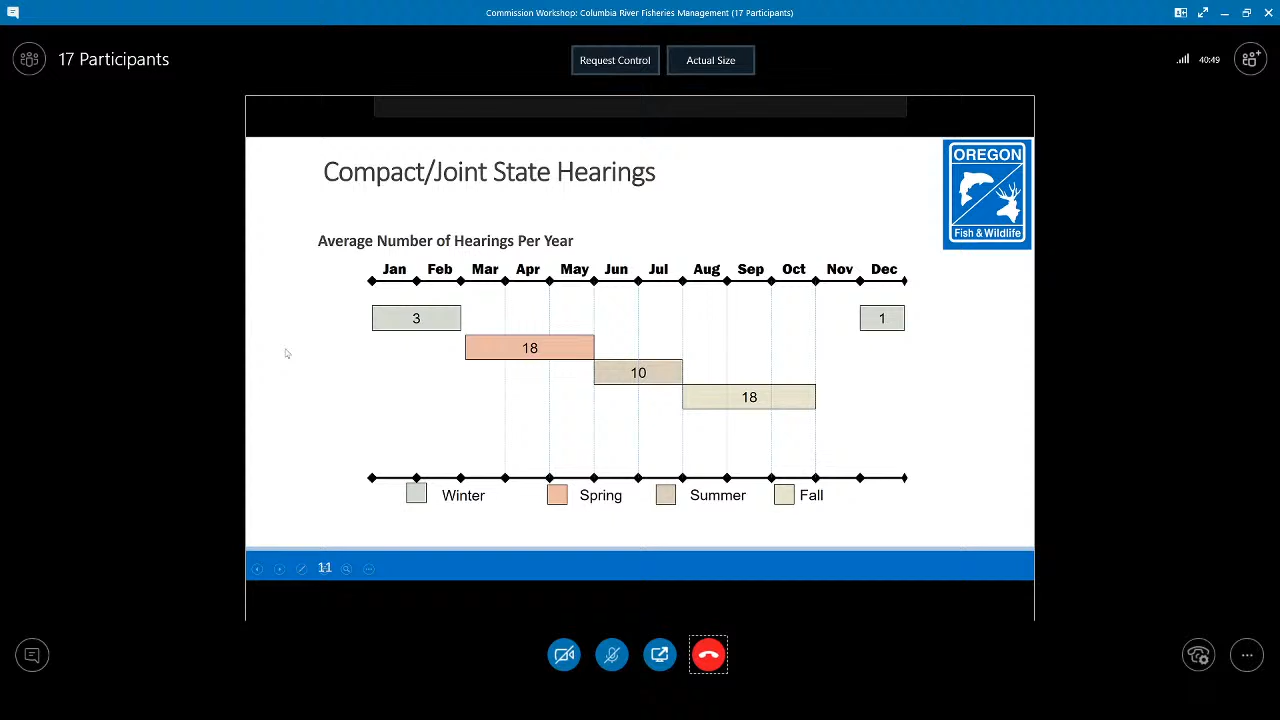 Commission Workshop: Columbia River Fisheries Management (17 Participants)
17 Participants
Request Control
Actual Size
40:49
Compact/Joint State Hearings
OREGON
Fish & Wildlife
Average Number of Hearings Per Year
Jan Feb Mar Apr May Jun Jul Aug Sep Oct Nov Dec
3
1
18
10
18
Winter Spring Summer Fall
11